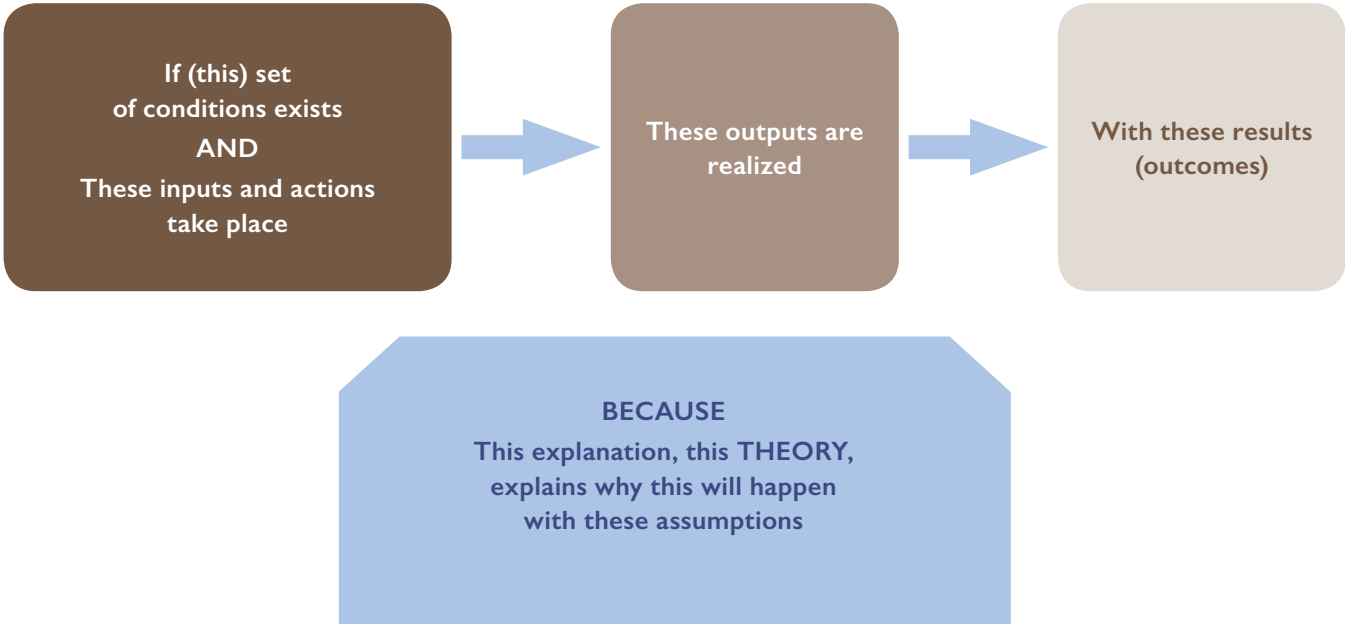 If (this) set
of conditions exists
AND
These inputs and actions
take place
These outputs are
realized
With these results
(outcomes)
BECAUSE
This explanation, this THEORY,
explains why this will happen
with these assumptions